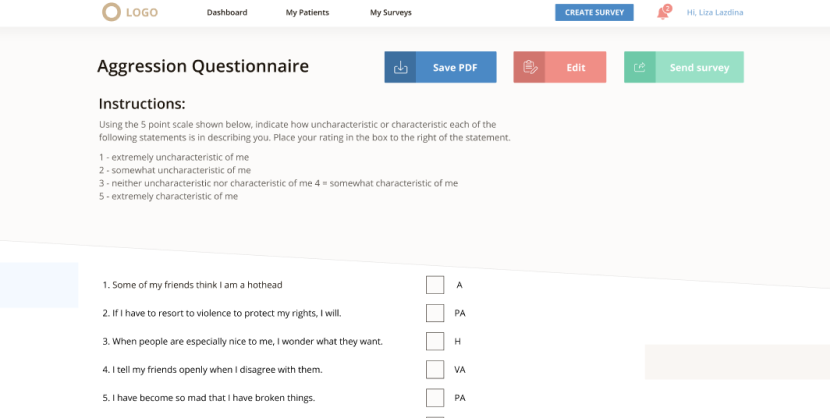 LOGO Dashboard My Patients My Surveys CREATE SURVEY 2 Hi, Liza Lazdina
Aggression Questionnaire Save PDF Edit Send survey
Instructions:
Using the 5 point scale shown below, indicate how uncharacteristic or characteristic each of the
following statements is in describing you. Place your rating in the box to the right of the statement.
1 - extremely uncharacteristic of me
2 - somewhat uncharacteristic of me
3 - neither uncharacteristic nor characteristic of me 4 = somewhat characteristic of me
5 - extremely characteristic of me
1. Some of my friends think I am a hothead A
2. If I have to resort to violence to protect my rights, I will. PA
3. When people are especially nice to me, I wonder what they want. H
4. I tell my friends openly when I disagree with them. VA
5. I have become so mad that I have broken things. PA